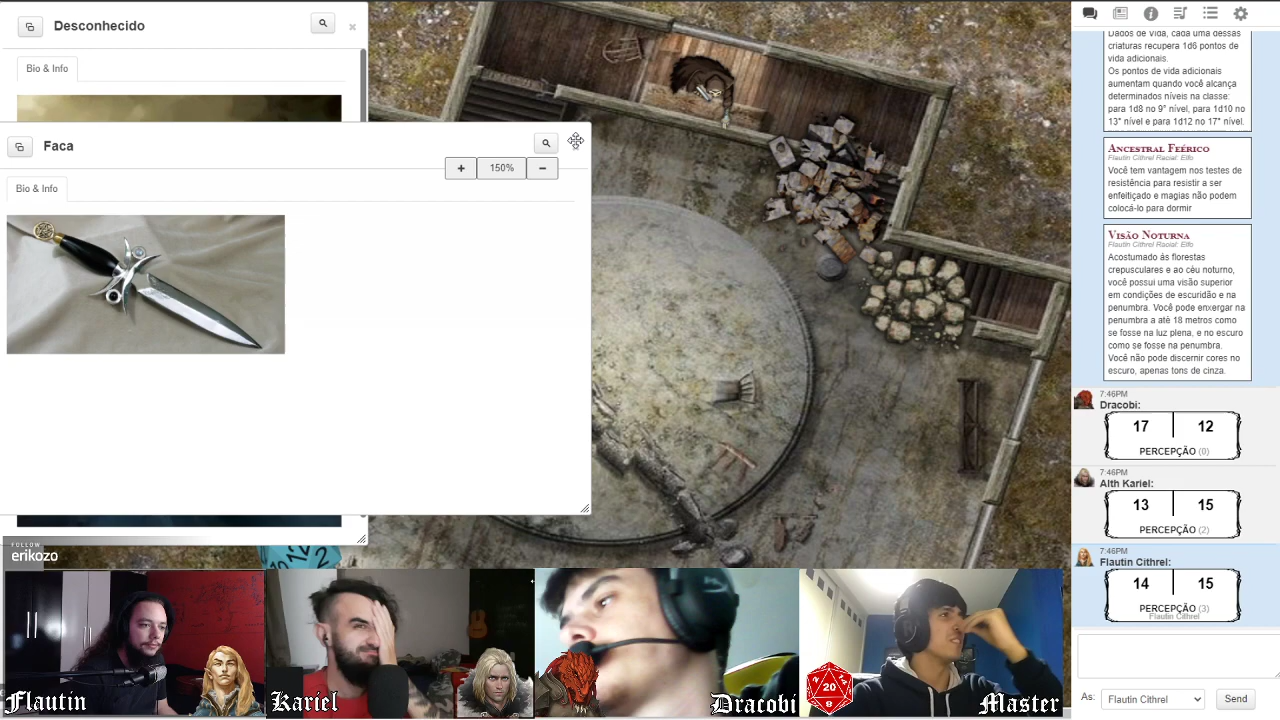 Desconhecido
Bio & Info
Faca
150%
Bio & Info
FOLLOW
erikozo
Flautin
Kariel
Dracobi
20
8
Master
Dados de Vida, cada uma dessas
criaturas recupera 1d6 pontos de
vida adicionais.
Os pontos de vida adicionais
aumentam quando você alcança
determinados níveis na classe:
para 1d8 no 9° nível, para 1d10 no
13° nível e para 1d12 no 17° nível.
Ancestral Feérico
Flautin Cithrel Racial: Elfo
Você tem vantagem nos testes de
resistência para resistir a ser
enfeitiçado e magias não podem
colocá-lo para dormir
Visão Noturna
Flautin Cithrel Racial: Elfo
Acostumado às florestas
crepusculares e ao céu noturno,
você possui uma visão superior
em condições de escuridão e na
penumbra. Você pode enxergar na
penumbra a até 18 metros como
se fosse na luz plena, e no escuro
como se fosse na penumbra.
Você não pode discernir cores no
escuro, apenas tons de cinza.
7:46PM
Dracobi:
17 12
PERCEPÇÃO (0)
7:46PM
Alth Kariel:
13 15
PERCEPÇÃO (2)
7:46PM
Flautin Cithrel:
14 15
PERCEPÇÃO (3)
Flautin Cithrel
As: Flautin Cithrel Send